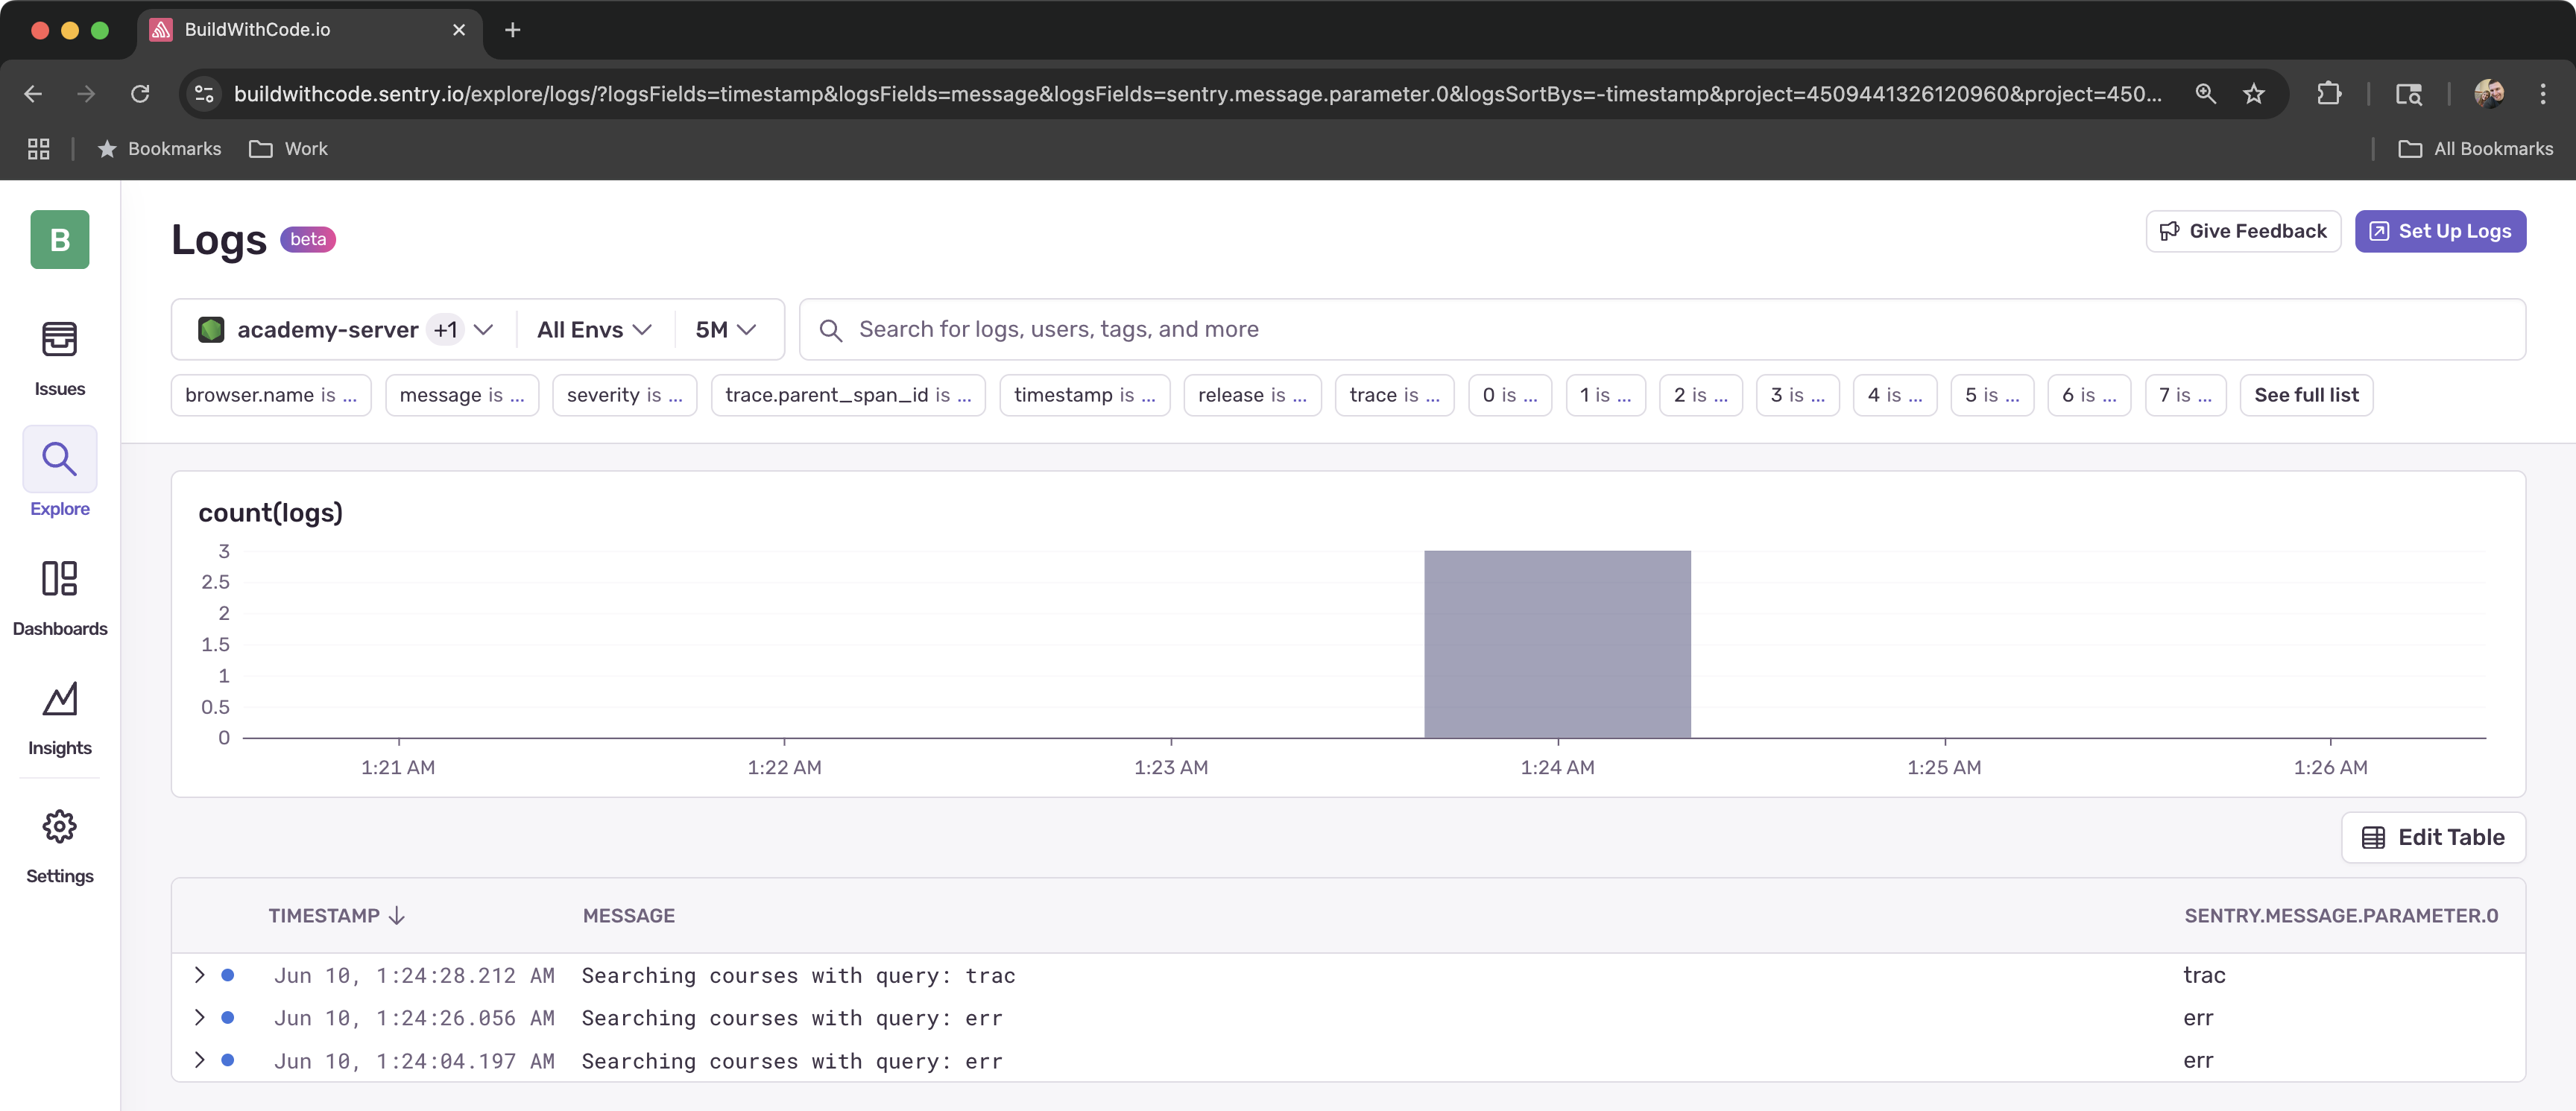 BuildWithCode.io
buildwithcode.sentry.io/explore/logs/?logsFields=timestamp&logsFields=message&logsFields=sentry.message.parameter.0&logsSortBys=-timestamp&project=4509441326120960&project=450...
Bookmarks Work All Bookmarks
B
Issues
Explore
Dashboards
Insights
Settings
Logs beta
Give Feedback
Set Up Logs
academy-server +1 All Envs 5M
Search for logs, users, tags, and more
browser.name is ... message is ... severity is ... trace.parent_span_id is ... timestamp is ... release is ... trace is ... 0 is ... 1 is ... 2 is ... 3 is ... 4 is ... 5 is ... 6 is ... 7 is ... See full list
count(logs)
3
2.5
2
1.5
1
0.5
0
1:21 AM 1:22 AM 1:23 AM 1:24 AM 1:25 AM 1:26 AM
Edit Table
TIMESTAMP MESSAGE SENTRY.MESSAGE.PARAMETER.0
Jun 10, 1:24:28.212 AM Searching courses with query: trac trac
Jun 10, 1:24:26.056 AM Searching courses with query: err err
Jun 10, 1:24:04.197 AM Searching courses with query: err err